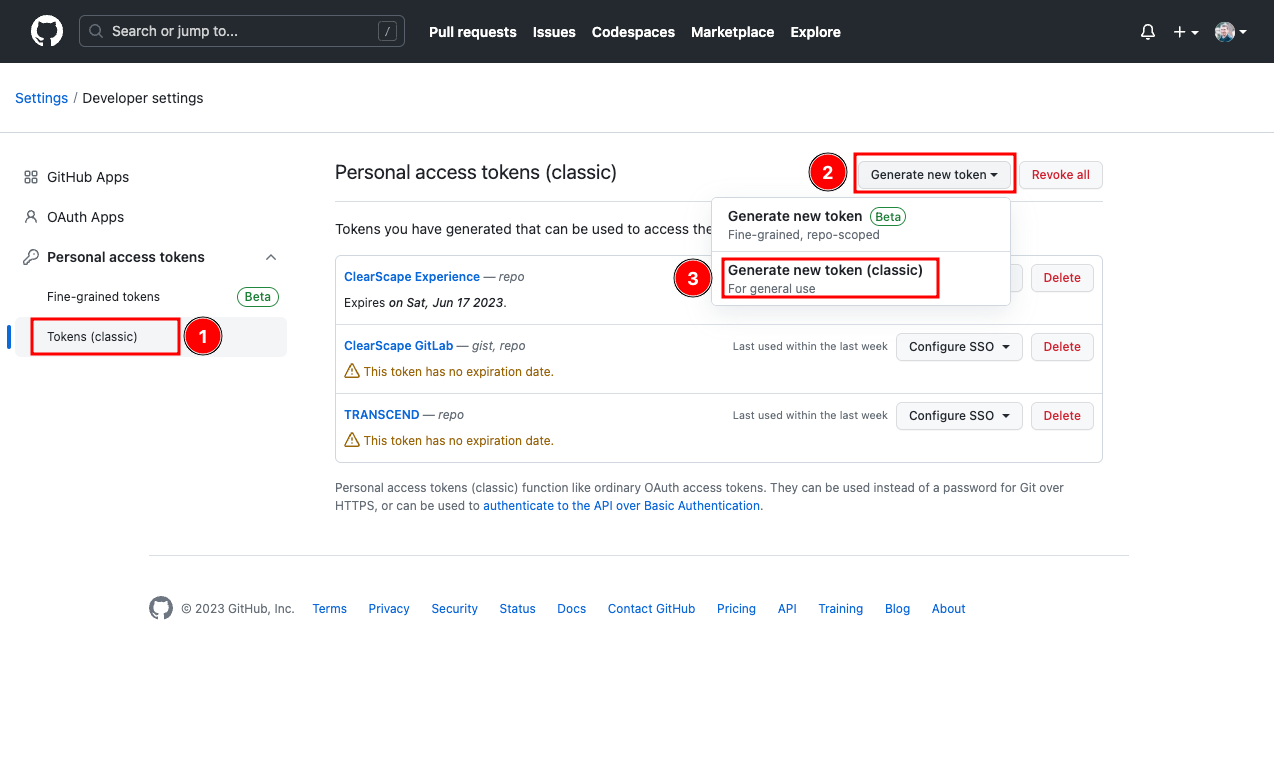 Search or jump to... / Pull requests Issues Codespaces Marketplace Explore
Settings / Developer settings
GitHub Apps
OAuth Apps
Personal access tokens
Fine-grained tokens Beta
Tokens (classic) 1
Personal access tokens (classic) 2 Generate new token Revoke all
Generate new token Beta
Fine-grained, repo-scoped
3 Generate new token (classic)
For general use
Tokens you have generated that can be used to access the
ClearScape Experience — repo Delete
Expires on Sat, Jun 17 2023.
ClearScape GitLab — gist, repo Last used within the last week Configure SSO Delete
This token has no expiration date.
TRANSCEND — repo Last used within the last week Configure SSO Delete
This token has no expiration date.
Personal access tokens (classic) function like ordinary OAuth access tokens. They can be used instead of a password for Git over
HTTPS, or can be used to authenticate to the API over Basic Authentication.
© 2023 GitHub, Inc. Terms Privacy Security Status Docs Contact GitHub Pricing API Training Blog About